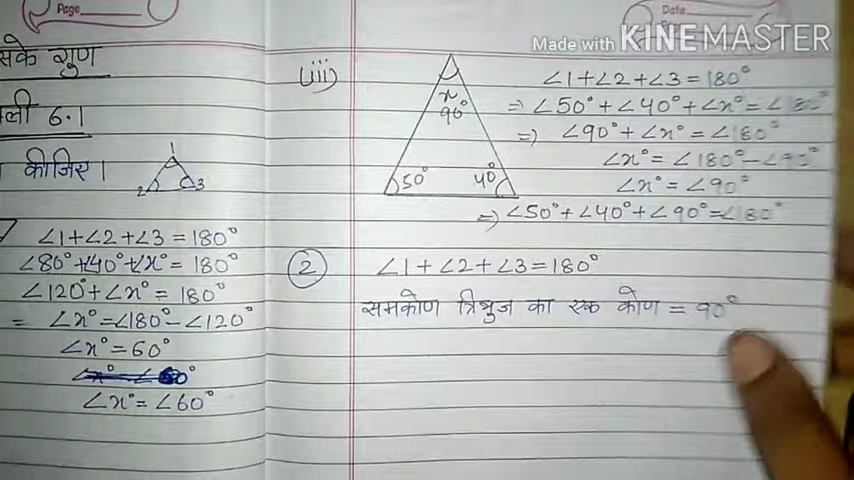 Page
सके गुण
ली 6.1
कीजिए।
1
2
3
∠1+∠2+∠3=180°
∠80°+∠40°+∠x°=180°
∠120°+∠x°=180°
= ∠x°=∠180°-∠120°
∠x°=60°
∠x°=∠60°
Date
Made with KINEMASTER
(iii)
x
90°
50°
40°
∠1+∠2+∠3=180°
⇒ ∠50°+∠40°+∠x°=∠180°
⇒ ∠90°+∠x°=∠180°
∠x°=∠180°-∠90°
∠x°=∠90°
⇒ ∠50°+∠40°+∠90°=∠180°
2 ∠1+∠2+∠3=180°
समकोण त्रिभुज का एक कोण = 90°